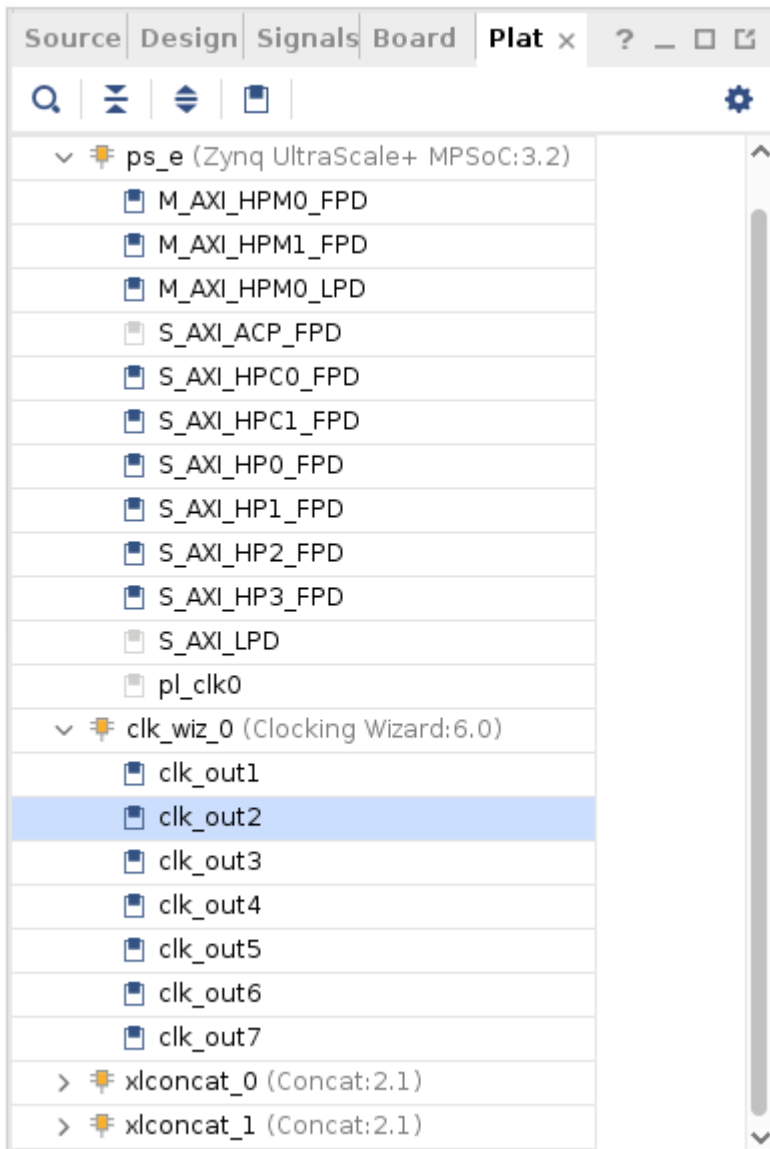 Source Design Signals Board Plat × ?
ps_e (Zynq UltraScale+ MPSoC:3.2)
M_AXI_HPM0_FPD
M_AXI_HPM1_FPD
M_AXI_HPM0_LPD
S_AXI_ACP_FPD
S_AXI_HPC0_FPD
S_AXI_HPC1_FPD
S_AXI_HP0_FPD
S_AXI_HP1_FPD
S_AXI_HP2_FPD
S_AXI_HP3_FPD
S_AXI_LPD
pl_clk0
clk_wiz_0 (Clocking Wizard:6.0)
clk_out1
clk_out2
clk_out3
clk_out4
clk_out5
clk_out6
clk_out7
xlconcat_0 (Concat:2.1)
xlconcat_1 (Concat:2.1)